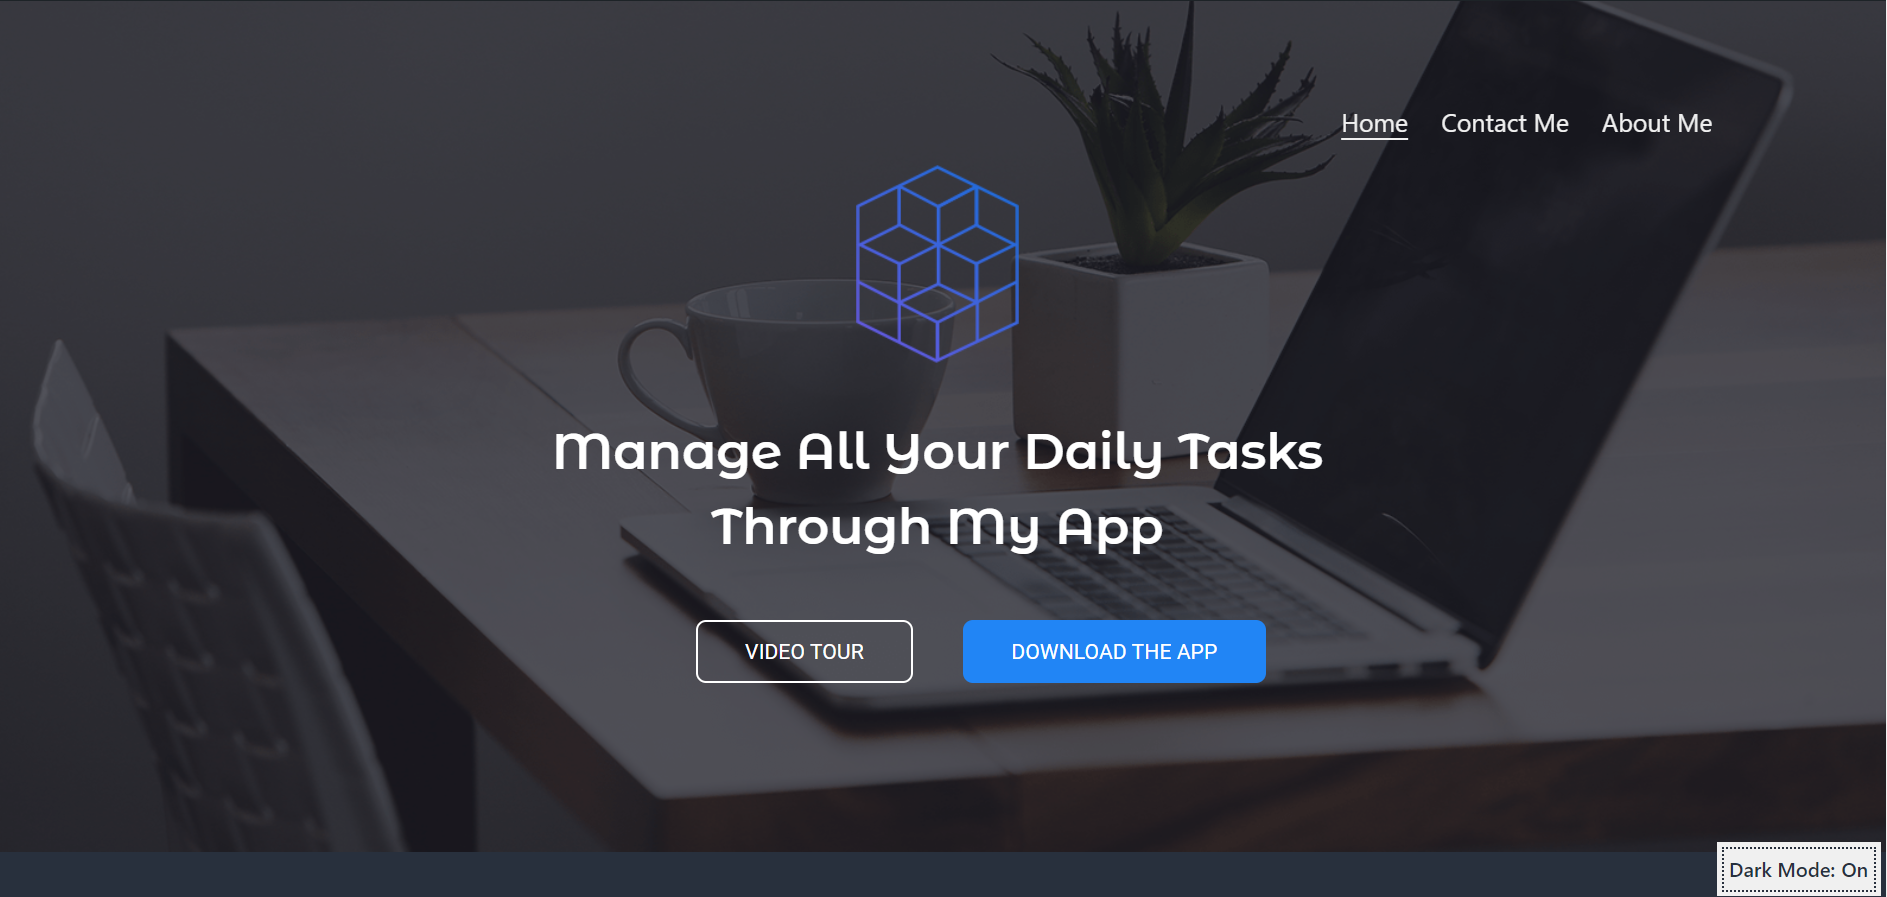 Home Contact Me About Me
Manage All Your Daily Tasks
Through My App
VIDEO TOUR DOWNLOAD THE APP
Dark Mode: On